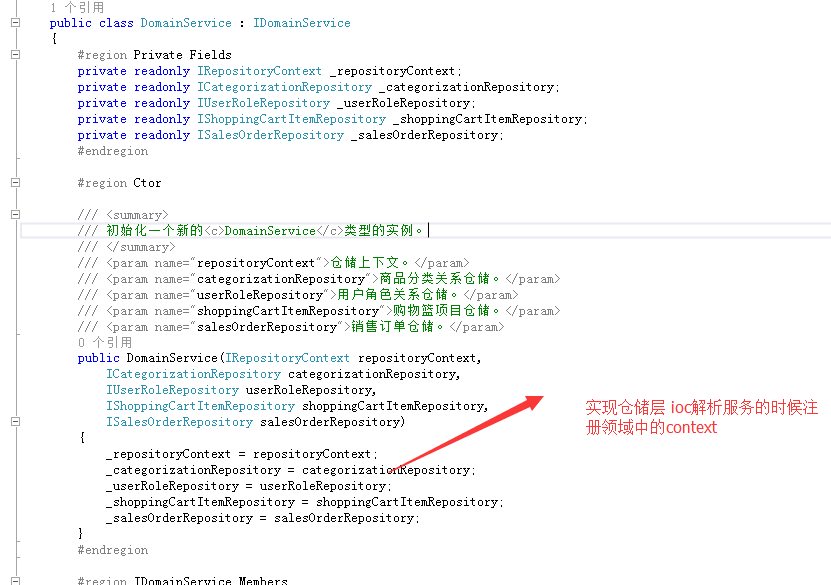 1 个引用
public class DomainService : IDomainService
{
#region Private Fields
private readonly IRepositoryContext _repositoryContext;
private readonly ICategorizationRepository _categorizationRepository;
private readonly IUserRoleRepository _userRoleRepository;
private readonly IShoppingCartItemRepository _shoppingCartItemRepository;
private readonly ISalesOrderRepository _salesOrderRepository;
#endregion
#region Ctor
/// <summary>
/// 初始化一个新的<c>DomainService</c>类型的实例。
/// </summary>
/// <param name="repositoryContext">仓储上下文。</param>
/// <param name="categorizationRepository">商品分类关系仓储。</param>
/// <param name="userRoleRepository">用户角色关系仓储。</param>
/// <param name="shoppingCartItemRepository">购物篮项目仓储。</param>
/// <param name="salesOrderRepository">销售订单仓储。</param>
0 个引用
public DomainService(IRepositoryContext repositoryContext,
ICategorizationRepository categorizationRepository,
IUserRoleRepository userRoleRepository,
IShoppingCartItemRepository shoppingCartItemRepository,
ISalesOrderRepository salesOrderRepository)
{
_repositoryContext = repositoryContext;
_categorizationRepository = categorizationRepository;
_userRoleRepository = userRoleRepository;
_shoppingCartItemRepository = shoppingCartItemRepository;
_salesOrderRepository = salesOrderRepository;
}
#endregion
#region IDomainService Members
实现仓储层 ioc解析服务的时候注
册领域中的context